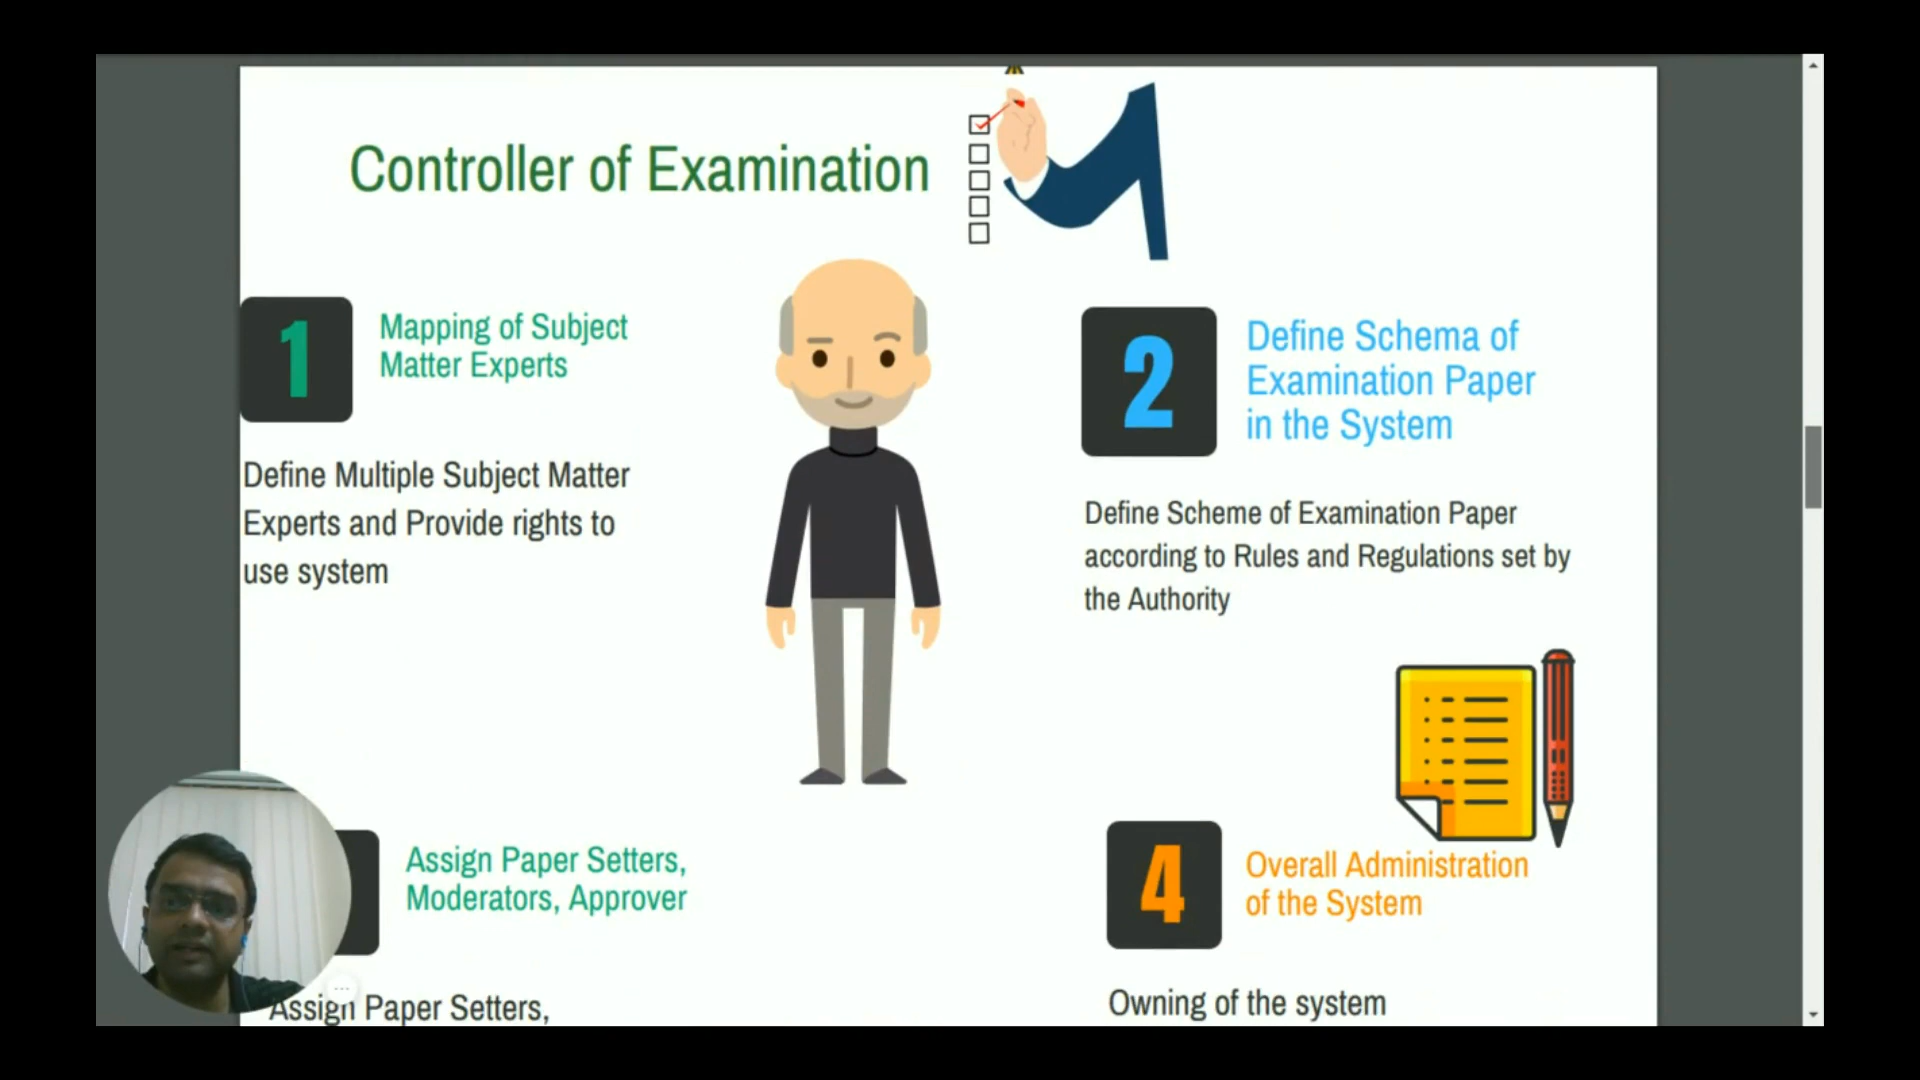 Controller of Examination
1
Mapping of Subject
Matter Experts
Define Multiple Subject Matter
Experts and Provide rights to
use system
2
Define Schema of
Examination Paper
in the System
Define Scheme of Examination Paper
according to Rules and Regulations set by
the Authority
Assign Paper Setters,
Moderators, Approver
Assign Paper Setters,
4
Overall Administration
of the System
Owning of the system